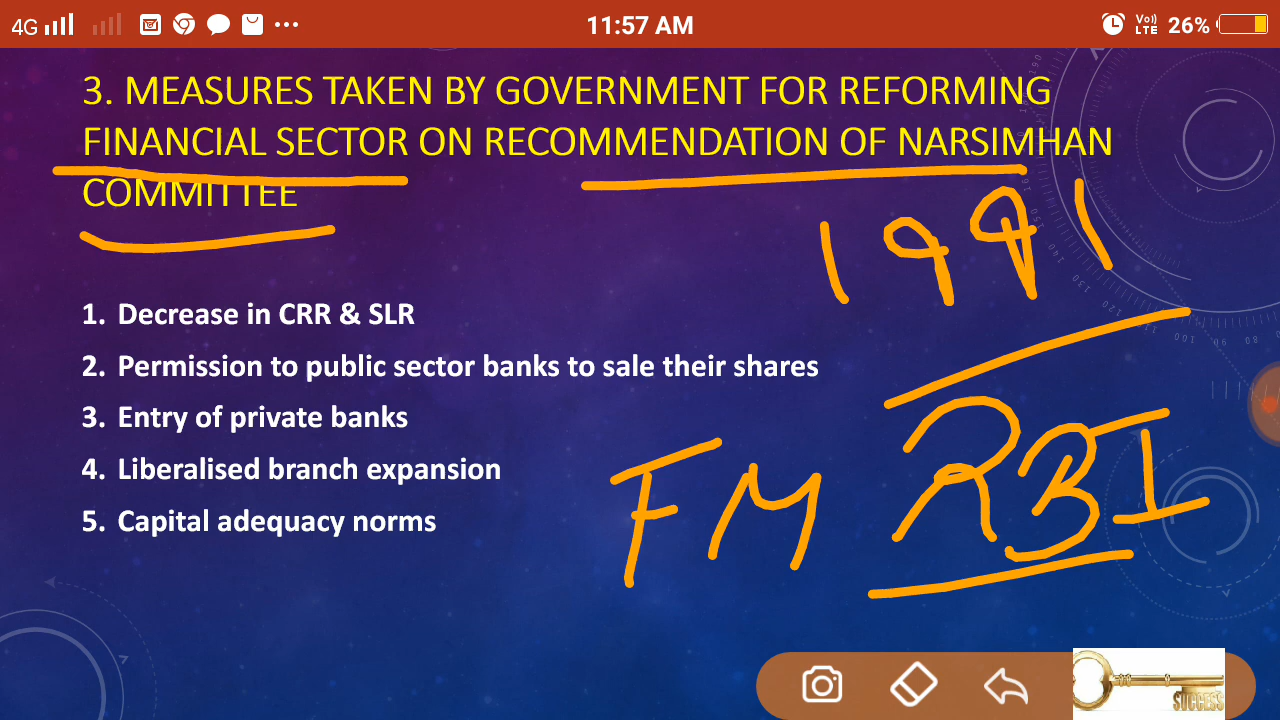 4G 11:57 AM Vo)) LTE 26%
3. MEASURES TAKEN BY GOVERNMENT FOR REFORMING
FINANCIAL SECTOR ON RECOMMENDATION OF NARSIMHAN
COMMITTEE
1991
1. Decrease in CRR & SLR
2. Permission to public sector banks to sale their shares
3. Entry of private banks
4. Liberalised branch expansion
5. Capital adequacy norms
FM RBI
SUCCESS